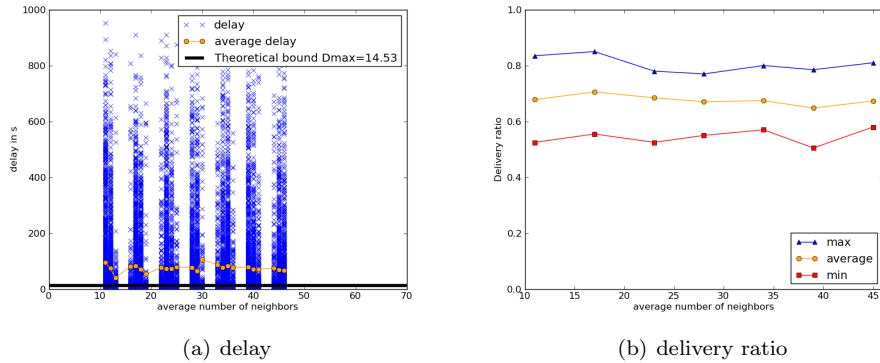 1000
800
600
400
200
0
delay in s
delay
average delay
Theoretical bound Dmax=14.53
0 10 20 30 40 50 60 70
average number of neighbors
(a) delay
1.0
0.8
0.6
0.4
0.2
0.0
Delivery ratio
max
average
min
10 15 20 25 30 35 40 45
average number of neighbors
(b) delivery ratio